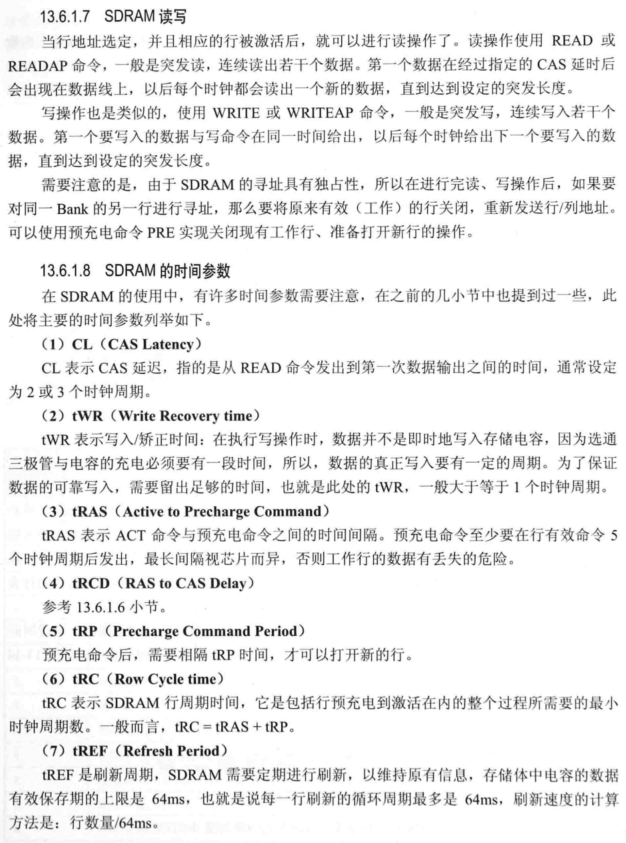 13.6.1.7 SDRAM 读写
当行地址选定，并且相应的行被激活后，就可以进行读操作了。读操作使用 READ 或
READAP 命令，一般是突发读，连续读出若干个数据。第一个数据在经过指定的 CAS 延时后
会出现在数据线上，以后每个时钟都会读出一个新的数据，直到达到设定的突发长度。
写操作也是类似的，使用 WRITE 或 WRITEAP 命令，一般是突发写，连续写入若干个
数据。第一个要写入的数据与写命令在同一时间给出，以后每个时钟给出下一个要写入的数
据，直到达到设定的突发长度。
需要注意的是，由于 SDRAM 的寻址具有独占性，所以在进行完读、写操作后，如果要
对同一 Bank 的另一行进行寻址，那么要将原来有效（工作）的行关闭，重新发送行/列地址。
可以使用预充电命令 PRE 实现关闭现有工作行、准备打开新行的操作。
13.6.1.8 SDRAM 的时间参数
在 SDRAM 的使用中，有许多时间参数需要注意，在之前的几小节中也提到过一些，此
处将主要的时间参数列举如下。
（1）CL（CAS Latency）
CL 表示 CAS 延迟，指的是从 READ 命令发出到第一次数据输出之间的时间，通常设定
为 2 或 3 个时钟周期。
（2）tWR（Write Recovery time）
tWR 表示写入/矫正时间：在执行写操作时，数据并不是即时地写入存储电容，因为选通
三极管与电容的充电必须要有一段时间，所以，数据的真正写入要有一定的周期。为了保证
数据的可靠写入，需要留出足够的时间，也就是此处的 tWR，一般大于等于 1 个时钟周期。
（3）tRAS（Active to Precharge Command）
tRAS 表示 ACT 命令与预充电命令之间的时间间隔。预充电命令至少要在行有效命令 5
个时钟周期后发出，最长间隔视芯片而异，否则工作行的数据有丢失的危险。
（4）tRCD（RAS to CAS Delay）
参考 13.6.1.6 小节。
（5）tRP（Precharge Command Period）
预充电命令后，需要相隔 tRP 时间，才可以打开新的行。
（6）tRC（Row Cycle time）
tRC 表示 SDRAM 行周期时间，它是包括行预充电到激活在内的整个过程所需要的最小
时钟周期数。一般而言，tRC = tRAS + tRP。
（7）tREF（Refresh Period）
tREF 是刷新周期，SDRAM 需要定期进行刷新，以维持原有信息，存储体中电容的数据
有效保存期的上限是 64ms，也就是说每一行刷新的循环周期最多是 64ms，刷新速度的计算
方法是：行数量/64ms。